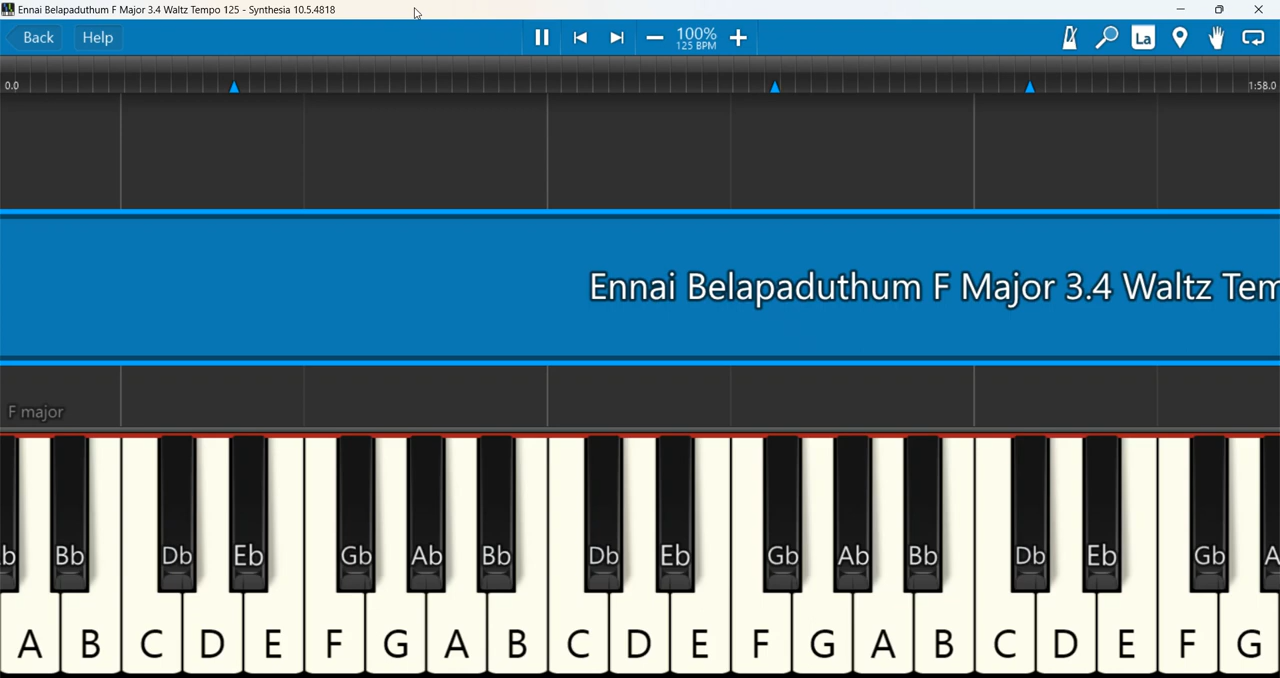 Ennai Belapaduthum F Major 3.4 Waltz Tempo 125 - Synthesia 10.5.4818
Back Help 100% La
125 BPM
0.0 1:58.0
Ennai Belapaduthum F Major 3.4 Waltz Tem
F major
b Bb Db Eb Gb Ab Bb Db Eb Gb Ab Bb Db Eb Gb A
A B C D E F G A B C D E F G A B C D E F G